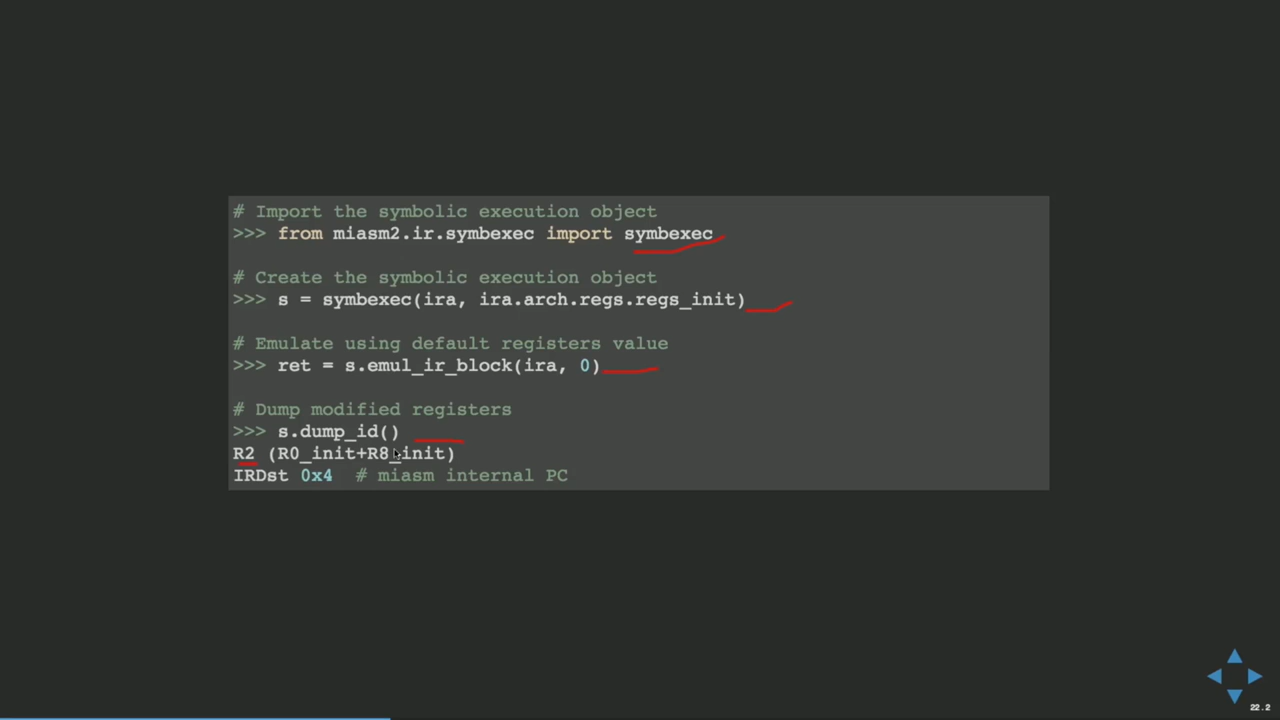 # Import the symbolic execution object
>>> from miasm2.ir.symbexec import symbexec
# Create the symbolic execution object
>>> s = symbexec(ira, ira.arch.regs.regs_init)
# Emulate using default registers value
>>> ret = s.emul_ir_block(ira, 0)
# Dump modified registers
>>> s.dump_id()
R2 (R0_init+R8_init)
IRDst 0x4  # miasm internal PC
22.2